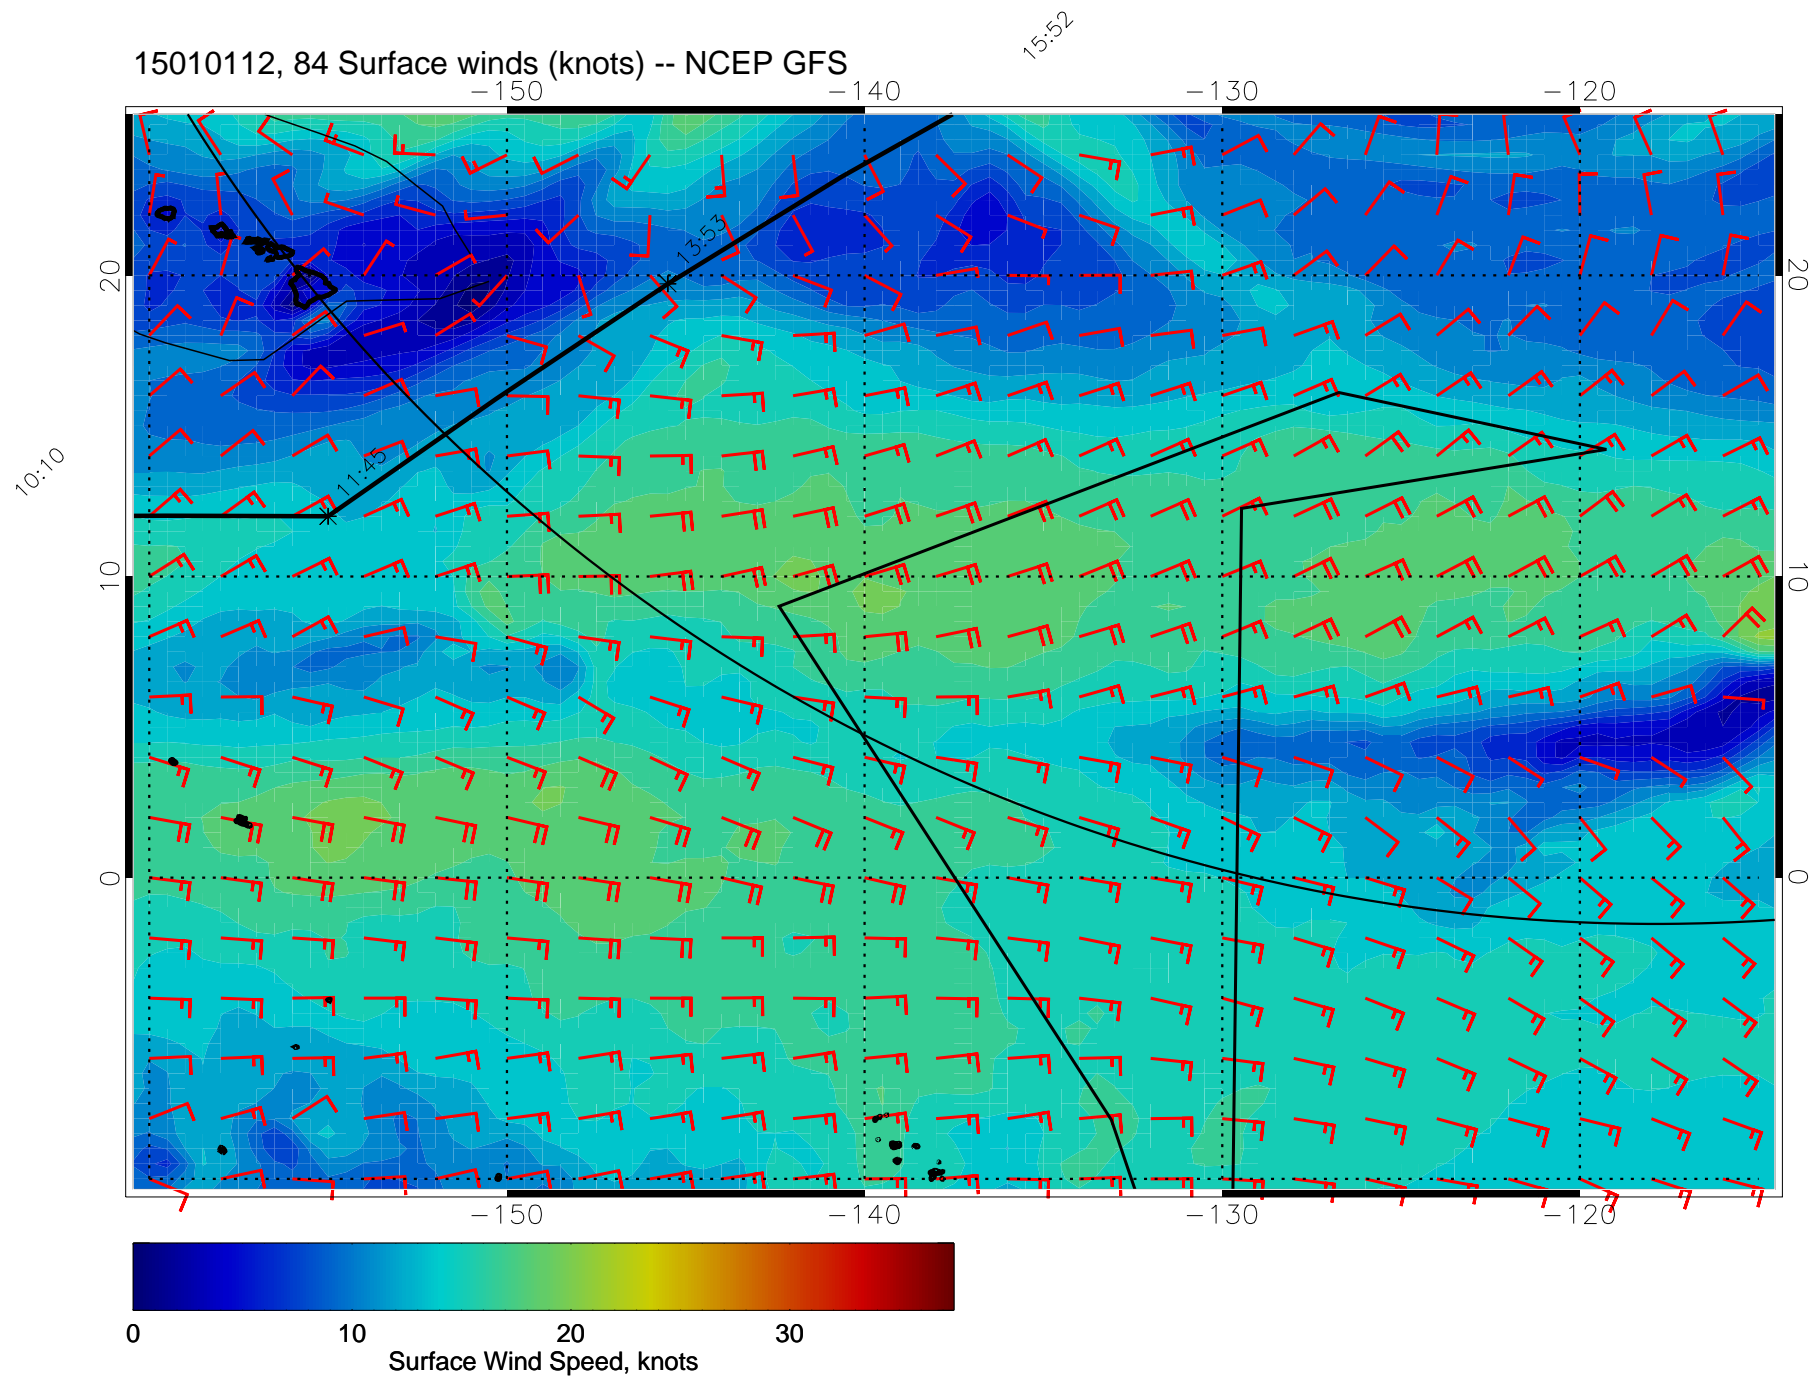 15:52
15010112, 84 Surface winds (knots) -- NCEP GFS
−150 −140 −130 −120
13:53
20 20
11:45
10:10
10 10
0 0
−150 −140 −130 −120
0 10 20 30
Surface Wind Speed, knots